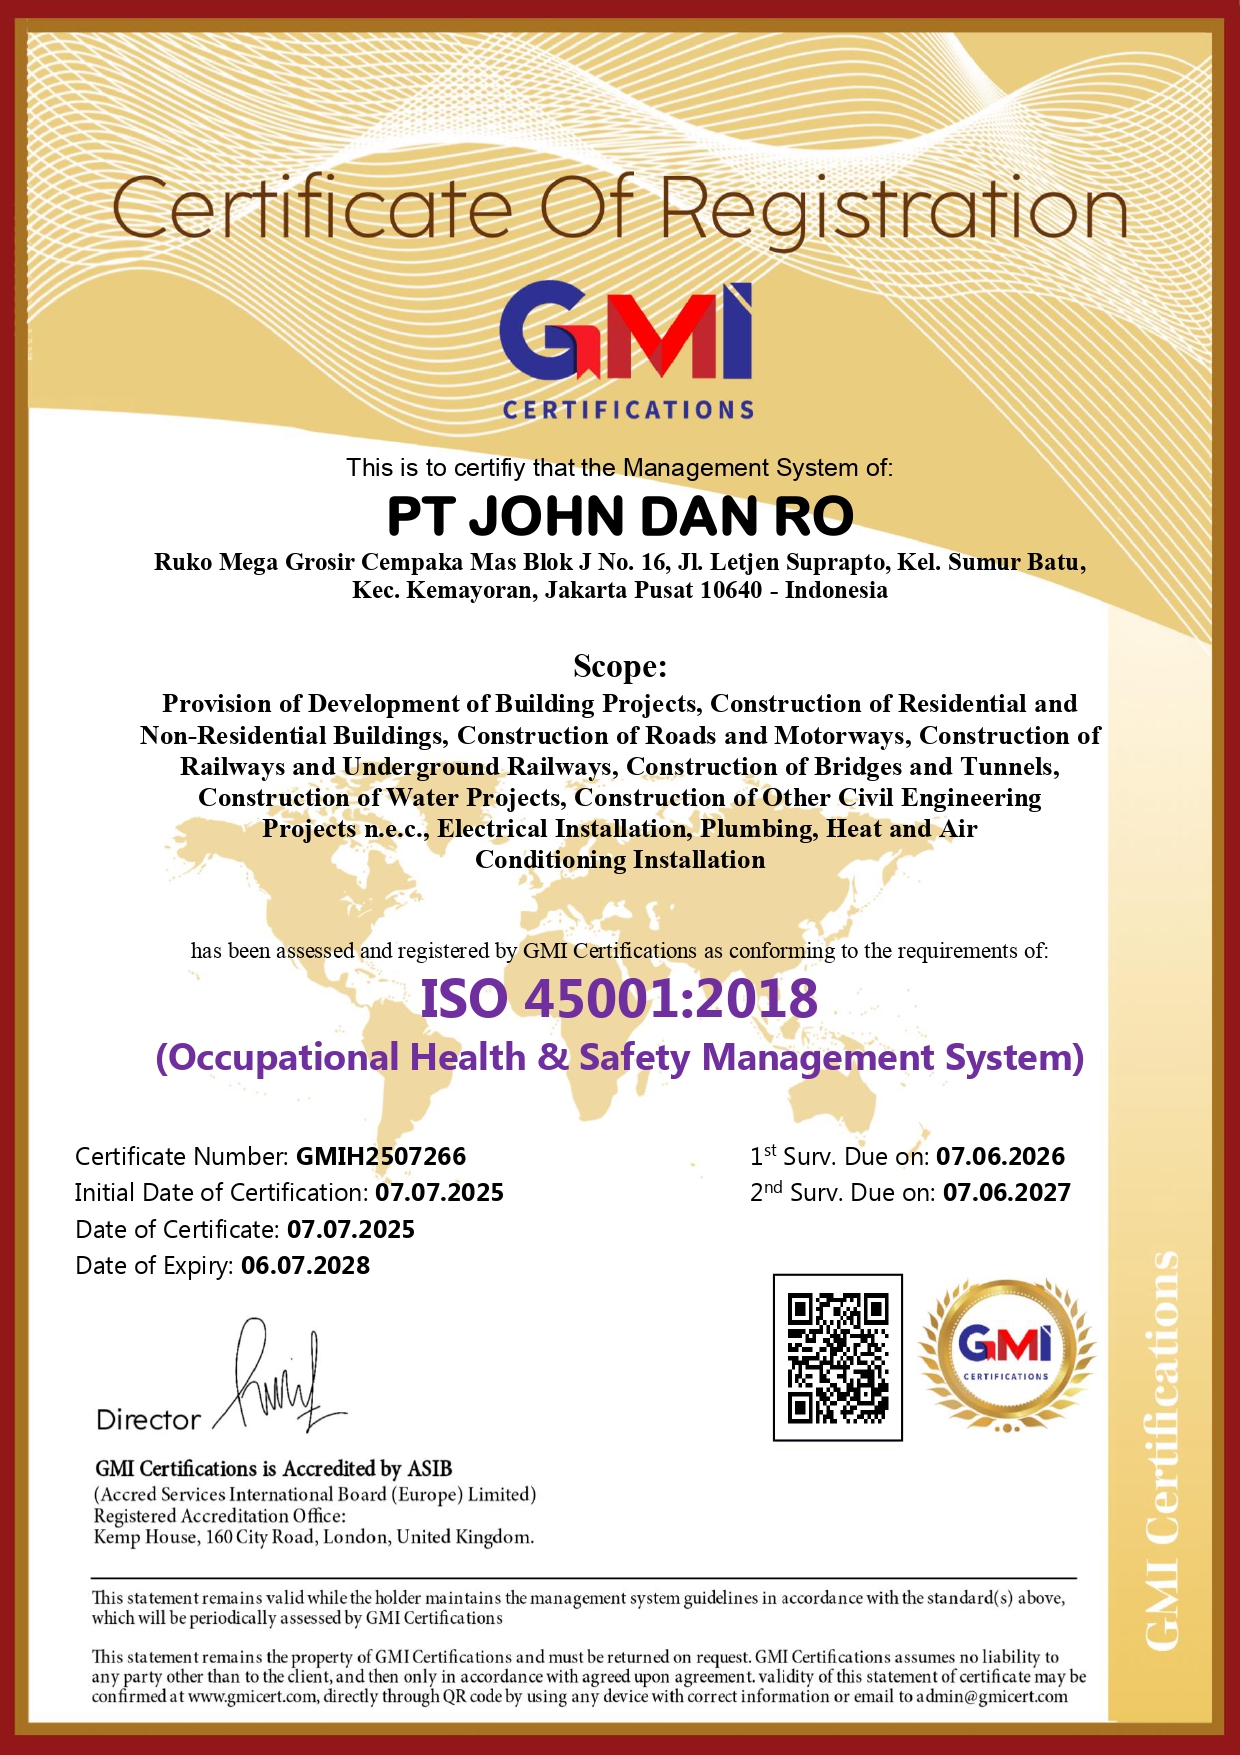 Certificate Of Registration
GMI
CERTIFICATIONS
This is to certifiy that the Management System of:
PT JOHN DAN RO
Ruko Mega Grosir Cempaka Mas Blok J No. 16, Jl. Letjen Suprapto, Kel. Sumur Batu,
Kec. Kemayoran, Jakarta Pusat 10640 - Indonesia
Scope:
Provision of Development of Building Projects, Construction of Residential and
Non-Residential Buildings, Construction of Roads and Motorways, Construction of
Railways and Underground Railways, Construction of Bridges and Tunnels,
Construction of Water Projects, Construction of Other Civil Engineering
Projects n.e.c., Electrical Installation, Plumbing, Heat and Air
Conditioning Installation
has been assessed and registered by GMI Certifications as conforming to the requirements of:
ISO 45001:2018
(Occupational Health & Safety Management System)
Certificate Number: GMIH2507266
Initial Date of Certification: 07.07.2025
Date of Certificate: 07.07.2025
Date of Expiry: 06.07.2028
1st Surv. Due on: 07.06.2026
2nd Surv. Due on: 07.06.2027
Director
GMI
CERTIFICATIONS
GMI Certifications
GMI Certifications is Accredited by ASIB
(Accred Services International Board (Europe) Limited)
Registered Accreditation Office:
Kemp House, 160 City Road, London, United Kingdom.
This statement remains valid while the holder maintains the management system guidelines in accordance with the standard(s) above,
which will be periodically assessed by GMI Certifications
This statement remains the property of GMI Certifications and must be returned on request. GMI Certifications assumes no liability to
any party other than to the client, and then only in accordance with agreed upon agreement. validity of this statement of certificate may be
confirmed at www.gmicert.com, directly through QR code by using any device with correct information or email to admin@gmicert.com